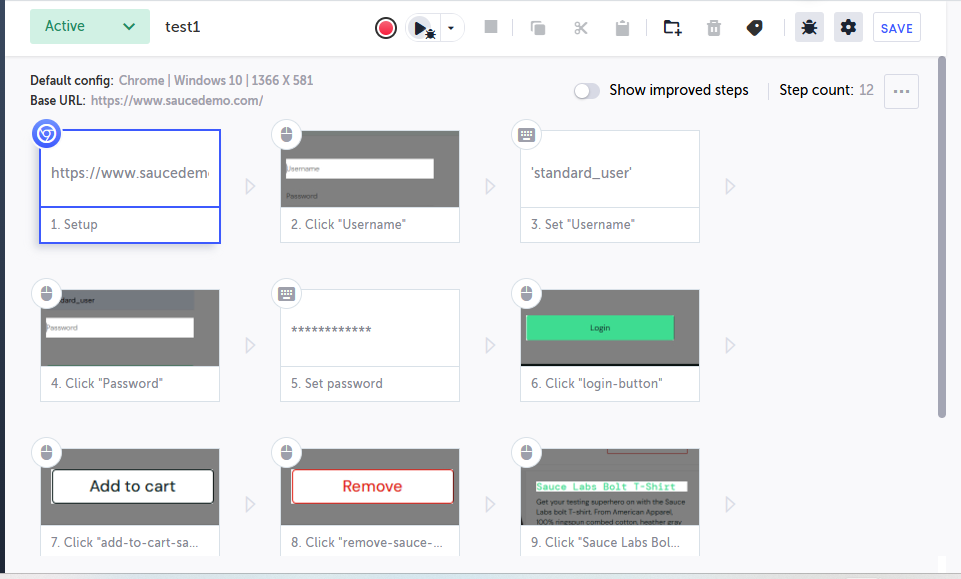 Active
test1
SAVE
Default config: Chrome | Windows 10 | 1366 X 581
Base URL: https://www.saucedemo.com/
Show improved steps
Step count: 12
https://www.saucedem
1. Setup
Username
Password
2. Click "Username"
'standard_user'
3. Set "Username"
dard_user
Password
4. Click "Password"
************
5. Set password
Login
6. Click "login-button"
Add to cart
7. Click "add-to-cart-sa...
Remove
8. Click "remove-sauce-...
Sauce Labs Bolt T-Shirt
Get your testing superhero on with the Sauce
Labs bolt T-shirt. From American Apparel,
100% ringspun combed cotton, heather gray
9. Click "Sauce Labs Bol...